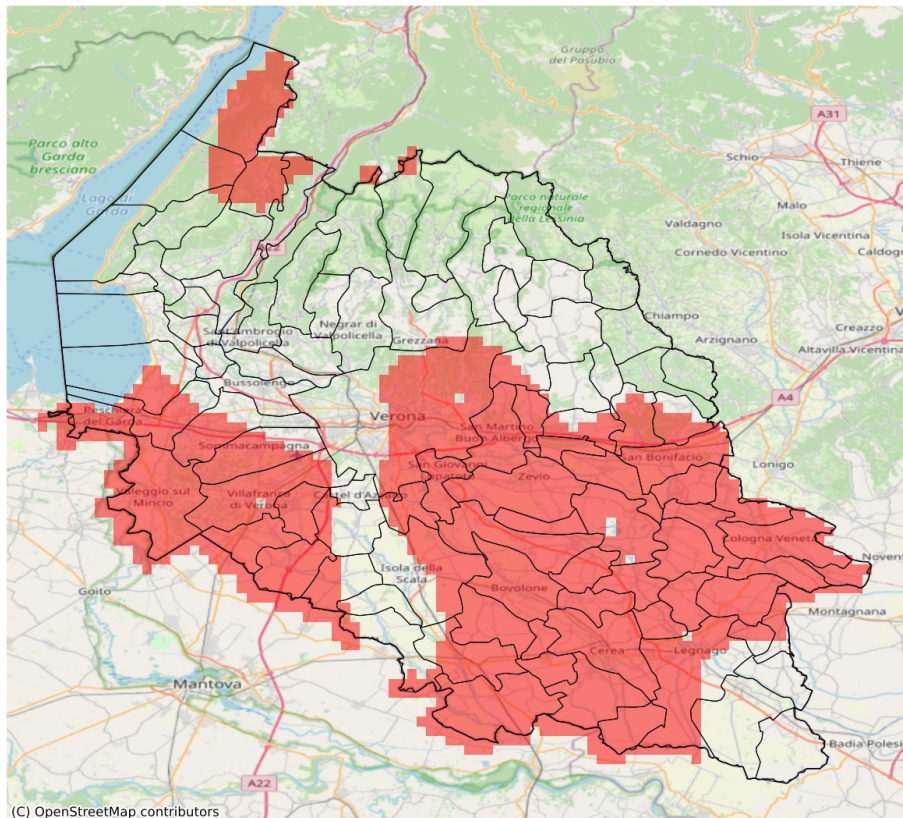 Gruppo
del Pasubio
A31
Parco alto
Garda
bresciano
Schio
Thiene
Lago di
Garda
Parco naturale
regionale
della Lessinia
Malo
Valdagno
Isola Vicentina
Cornedo Vicentino
Caldog
A22
Chiampo
Sant'Ambrogio
di Valpolicella
Negrar di
Valpolicella
Grezzana
Arzignano
Creazzo
Altavilla Vicentina
Bussolengo
A4
Peschiera
del Garda
Verona
San Martino
Buon Albergo
Sommacampagna
San Bonifacio
Lonigo
San Giovanni
Lupatoto
Zevio
Valeggio sul
Mincio
Villafranca
di Verona
Castel d'Azzano
Cologna Veneta
Novent
Isola della
Scala
Goito
Bovolone
Montagnana
Cerea
Legnago
Mantova
Badia Polesi
A22
(C) OpenStreetMap contributors